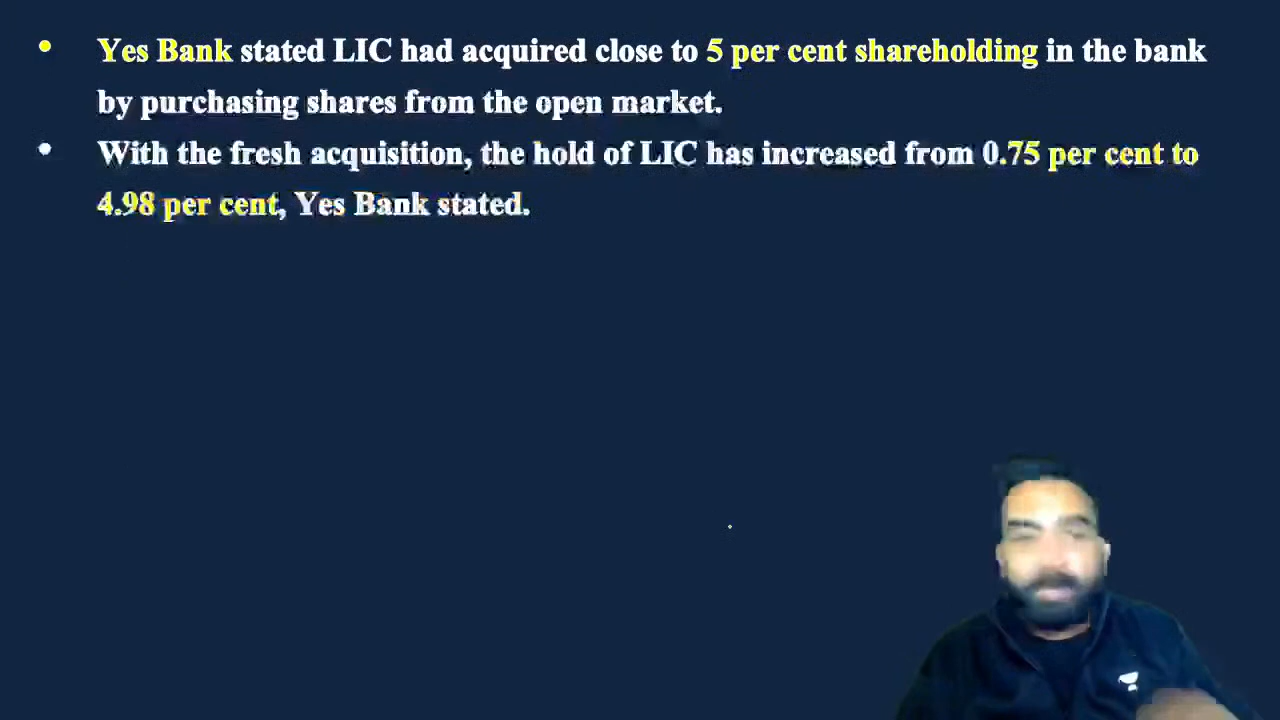 • Yes Bank stated LIC had acquired close to 5 per cent shareholding in the bank
by purchasing shares from the open market.
• With the fresh acquisition, the hold of LIC has increased from 0.75 per cent to
4.98 per cent, Yes Bank stated.